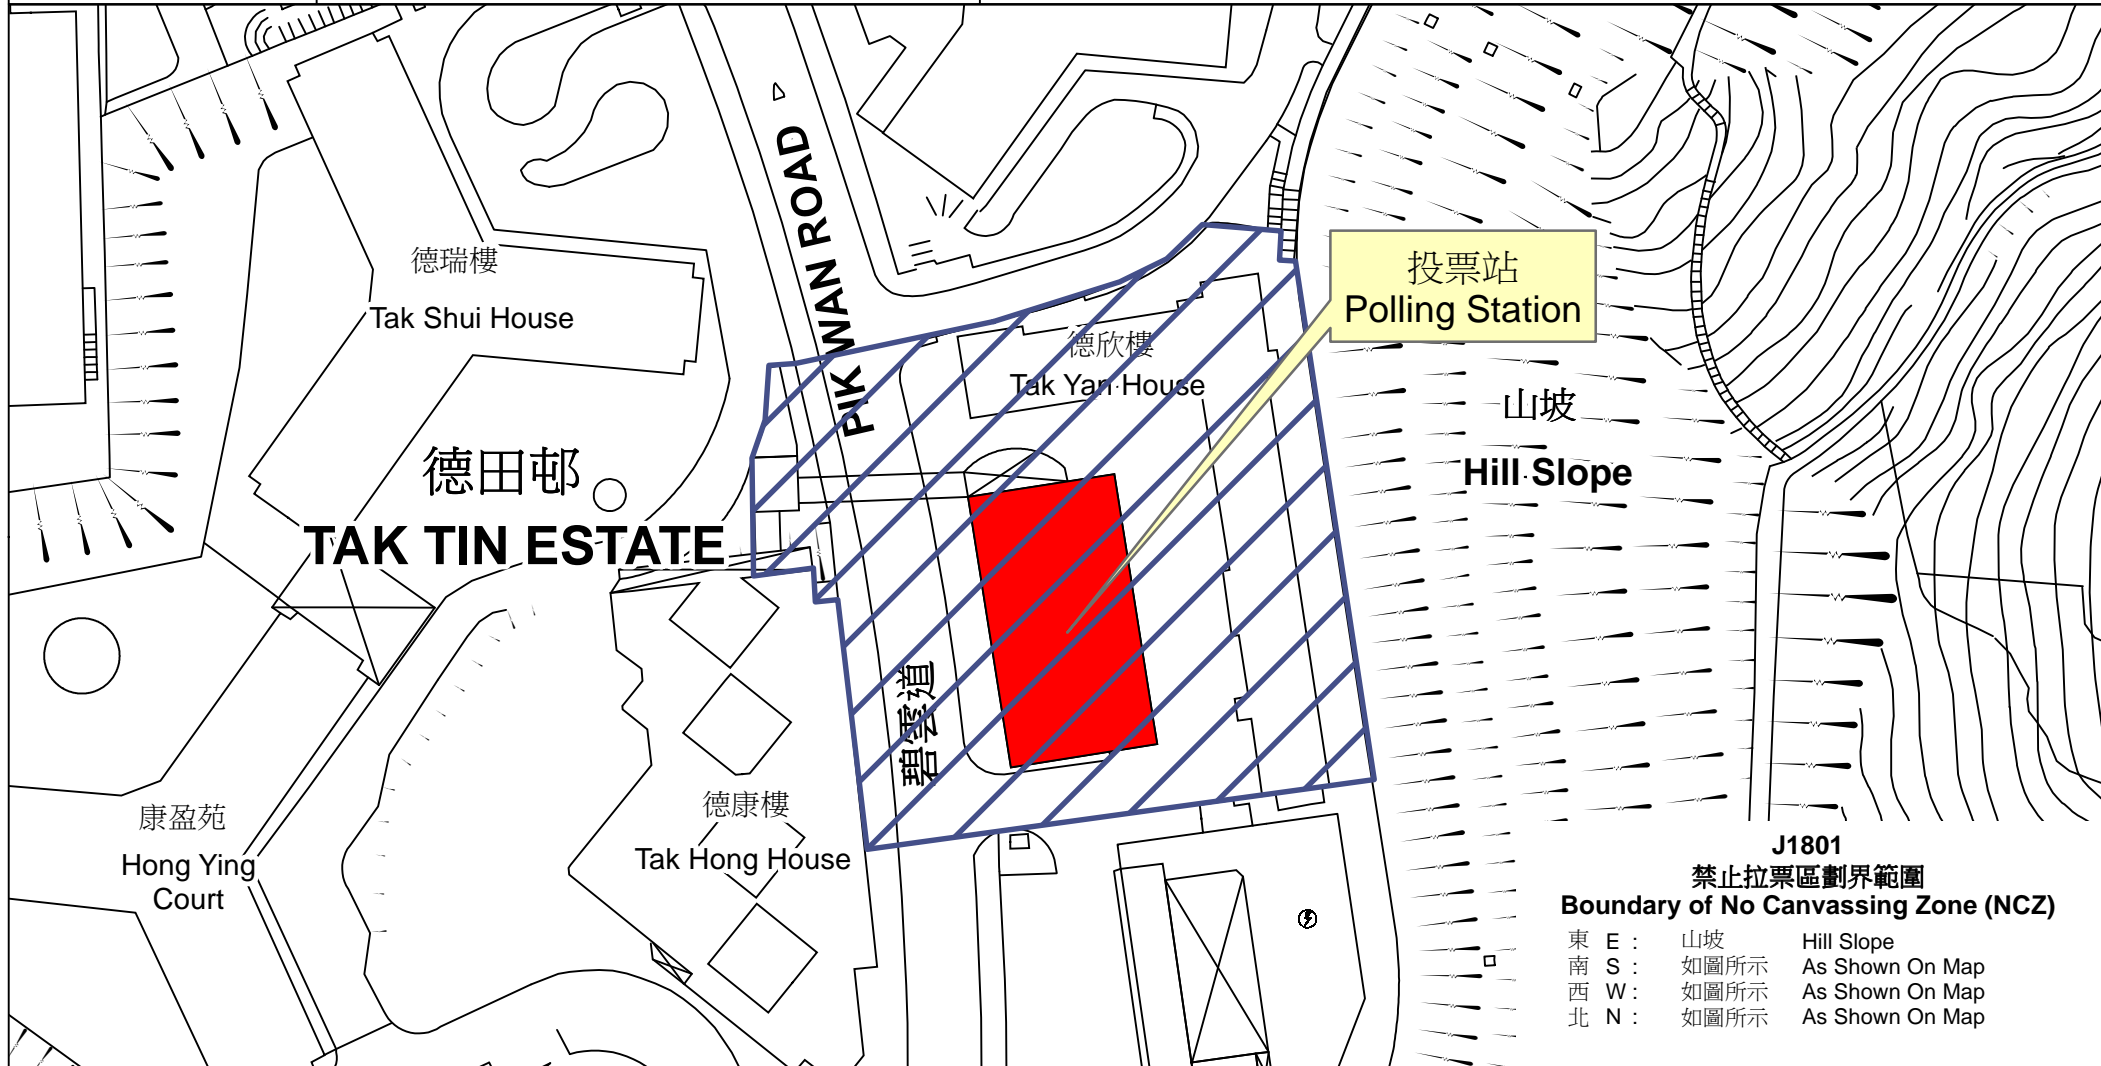 德瑞樓
Tak Shui House
PIK WAN ROAD
投票站
Polling Station
德欣樓
Tak Yan House
山坡
Hill Slope
德田邨
TAK TIN ESTATE
碧雲道
康盈苑
Hong Ying
Court
德康樓
Tak Hong House
J1801
禁止拉票區劃界範圍
Boundary of No Canvassing Zone (NCZ)
東 E : 山坡 Hill Slope
南 S : 如圖所示 As Shown On Map
西 W : 如圖所示 As Shown On Map
北 N : 如圖所示 As Shown On Map